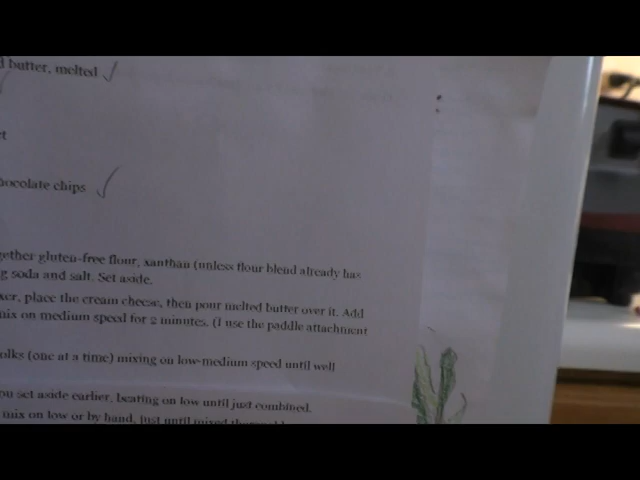 butter, melted
chocolate chips
gether gluten-free flour, xanthan (unless flour blend already has
g soda and salt. Set aside.
xer, place the cream cheese, then pour melted butter over it. Add
mix on medium speed for 2 minutes. (I use the paddle attachment
olks (one at a time) mixing on low-medium speed until well
ou set aside earlier, beating on low until just combined.
mix on low or by hand, just until mixed